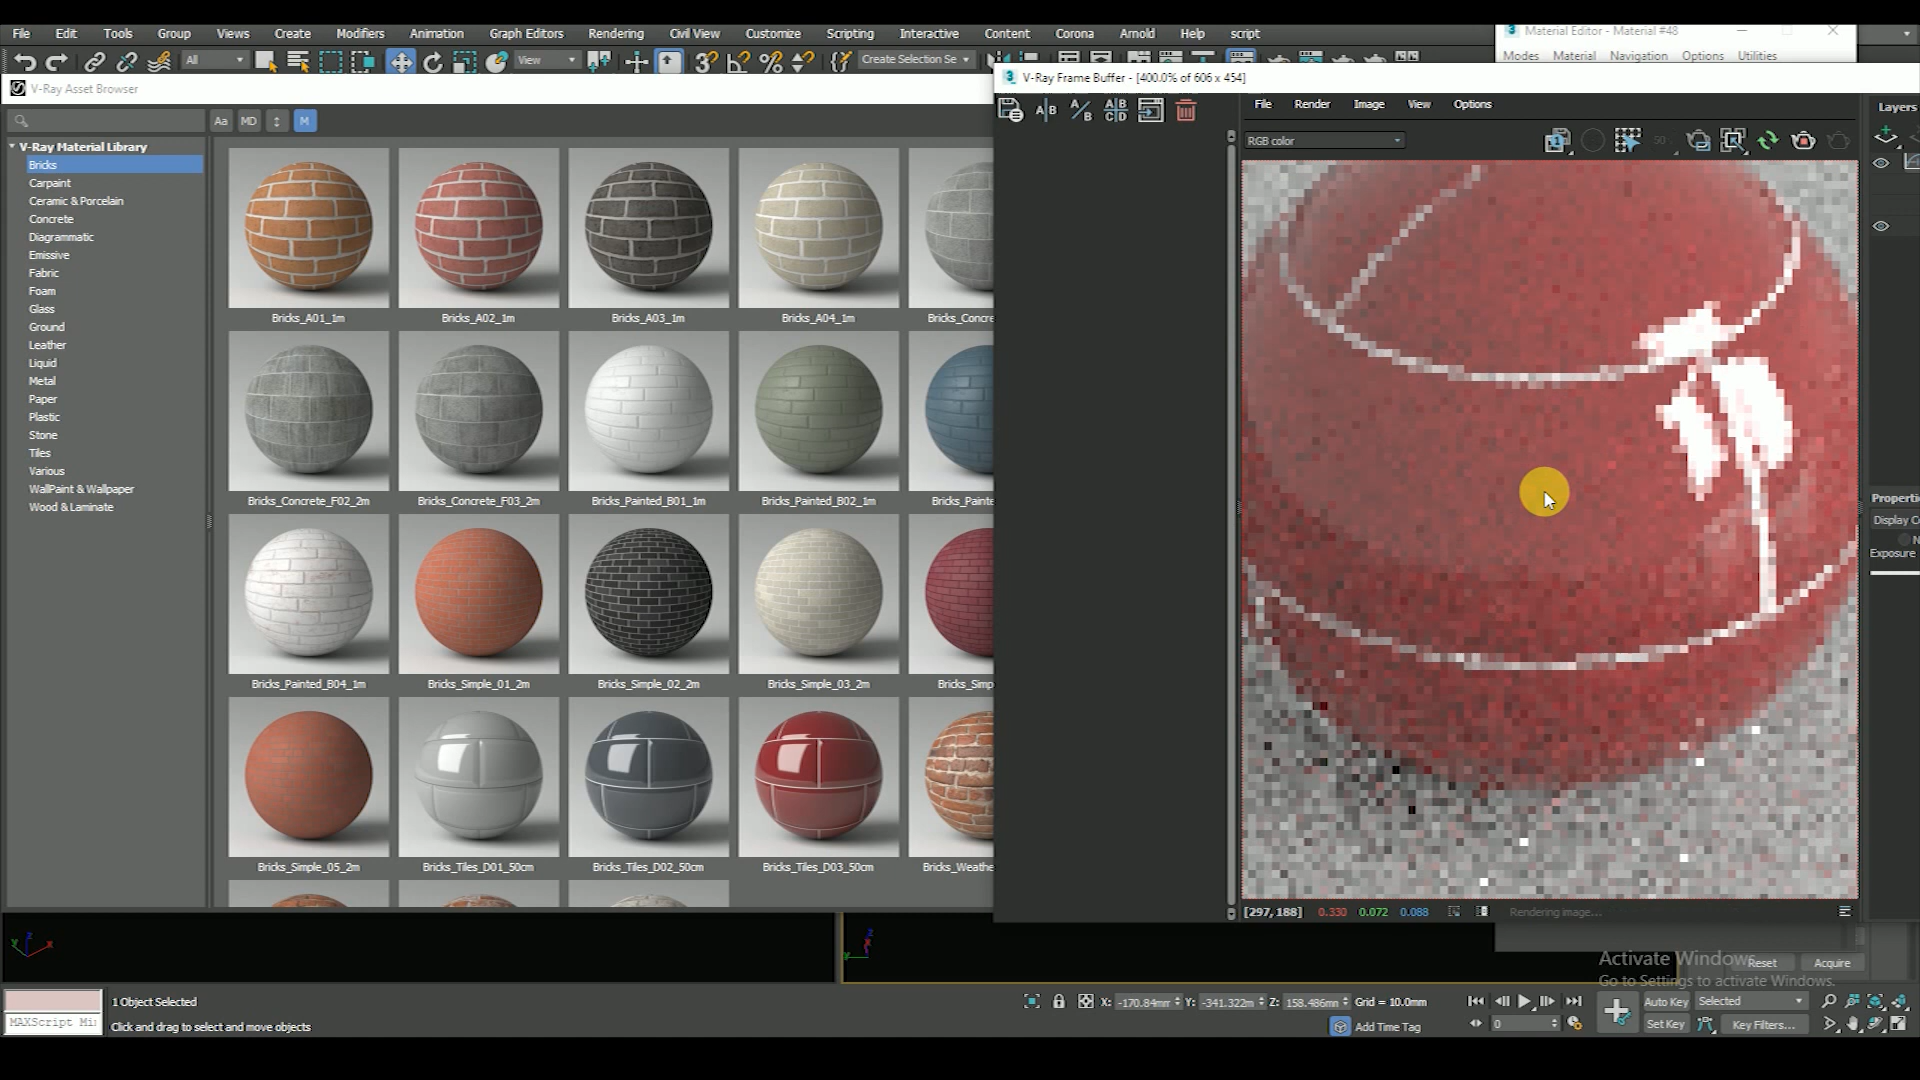 File Edit Tools Group Views Create Modifiers Animation Graph Editors Rendering Civil View Customize Scripting Interactive Content Corona Arnold Help script
Material Editor - Material #48
Modes Material Navigation Options Utilities
All View Create Selection Se
V-Ray Asset Browser
V-Ray Frame Buffer - [400.0% of 606 x 454]
File Render Image View Options
Layers
Aa MD M
RGB color
50
V-Ray Material Library
Bricks
Carpaint
Ceramic & Porcelain
Concrete
Diagrammatic
Emissive
Fabric
Foam
Glass
Ground
Leather
Liquid
Metal
Paper
Plastic
Stone
Tiles
Various
WallPaint & Wallpaper
Wood & Laminate
Bricks_A01_1m Bricks_A02_1m Bricks_A03_1m Bricks_A04_1m Bricks_Concre
Bricks_Concrete_F02_2m Bricks_Concrete_F03_2m Bricks_Painted_B01_1m Bricks_Painted_B02_1m Bricks_Painte
Bricks_Painted_B04_1m Bricks_Simple_01_2m Bricks_Simple_02_2m Bricks_Simple_03_2m Bricks_Simp
Bricks_Simple_05_2m Bricks_Tiles_D01_50cm Bricks_Tiles_D02_50cm Bricks_Tiles_D03_50cm Bricks_Weathe
Properti
Display C
N
Exposure
[297, 188] 0.330 0.072 0.088 Rendering image...
Activate Windows
Go to Settings to activate Windows.
Reset Acquire
1 Object Selected
MAXScript Mi
Click and drag to select and move objects
X: -170.84mm Y: -341.322m Z: 158.486mm Grid = 10.0mm
Add Time Tag
0
Auto Key Selected
Set Key Key Filters...